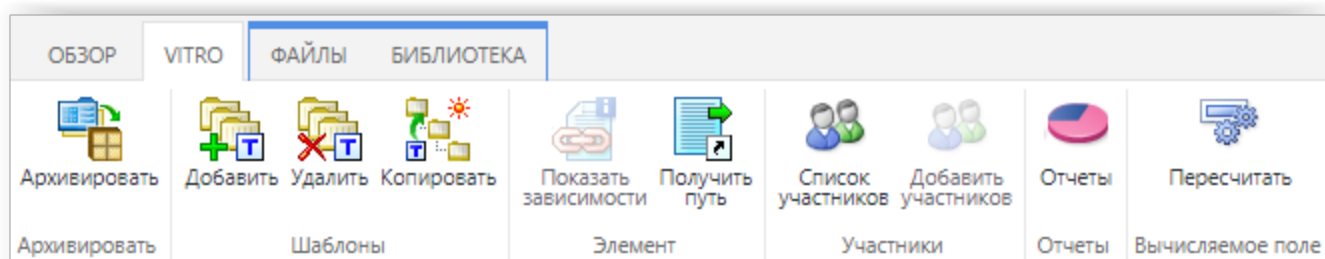 ОБЗОР VITRO ФАЙЛЫ БИБЛИОТЕКА
Архивировать Добавить Удалить Копировать Показать зависимости Получить путь Список участников Добавить участников Отчеты Пересчитать
Архивировать Шаблоны Элемент Участники Отчеты Вычисляемое поле